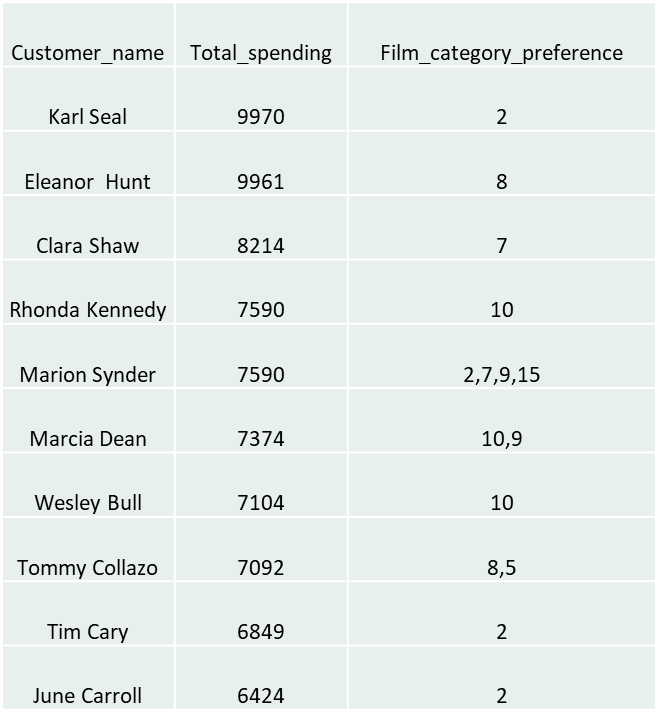 Customer_name Total_spending Film_category_preference
Karl Seal 9970 2
Eleanor  Hunt 9961 8
Clara Shaw 8214 7
Rhonda Kennedy 7590 10
Marion Synder 7590 2,7,9,15
Marcia Dean 7374 10,9
Wesley Bull 7104 10
Tommy Collazo 7092 8,5
Tim Cary 6849 2
June Carroll 6424 2